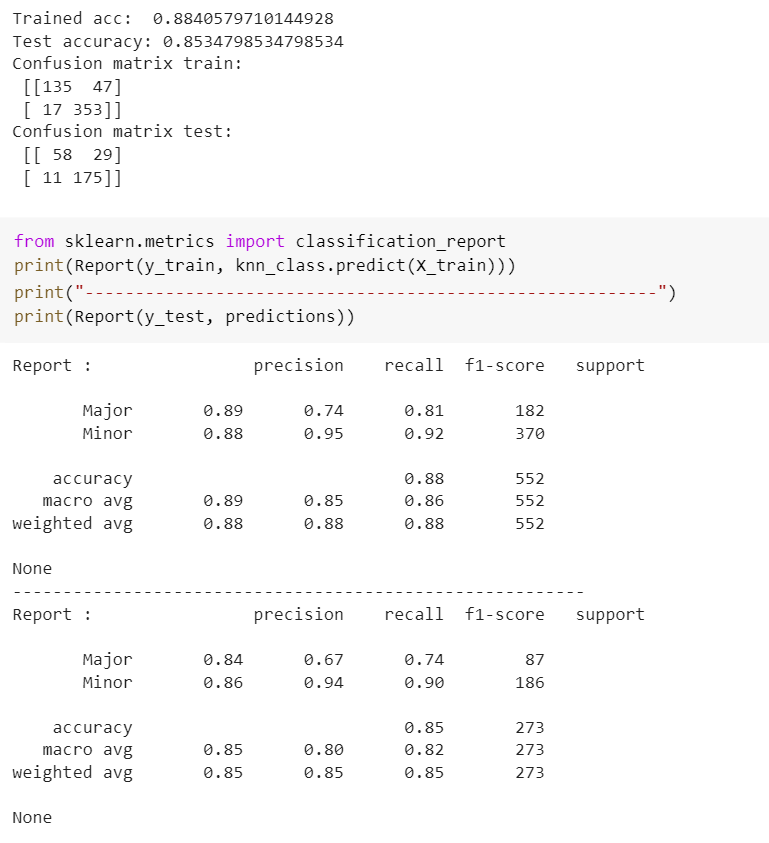 Trained acc:  0.8840579710144928
Test accuracy: 0.8534798534798534
Confusion matrix train:
 [[135  47]
 [ 17 353]]
Confusion matrix test:
 [[ 58  29]
 [ 11 175]]
from sklearn.metrics import classification_report
print(Report(y_train, knn_class.predict(X_train)))
print("---------------------------------------------------------")
print(Report(y_test, predictions))
Report :                precision    recall  f1-score   support
       Major       0.89      0.74      0.81       182
       Minor       0.88      0.95      0.92       370
    accuracy                           0.88       552
   macro avg       0.89      0.85      0.86       552
weighted avg       0.88      0.88      0.88       552
None
---------------------------------------------------------
Report :                precision    recall  f1-score   support
       Major       0.84      0.67      0.74        87
       Minor       0.86      0.94      0.90       186
    accuracy                           0.85       273
   macro avg       0.85      0.80      0.82       273
weighted avg       0.85      0.85      0.85       273
None